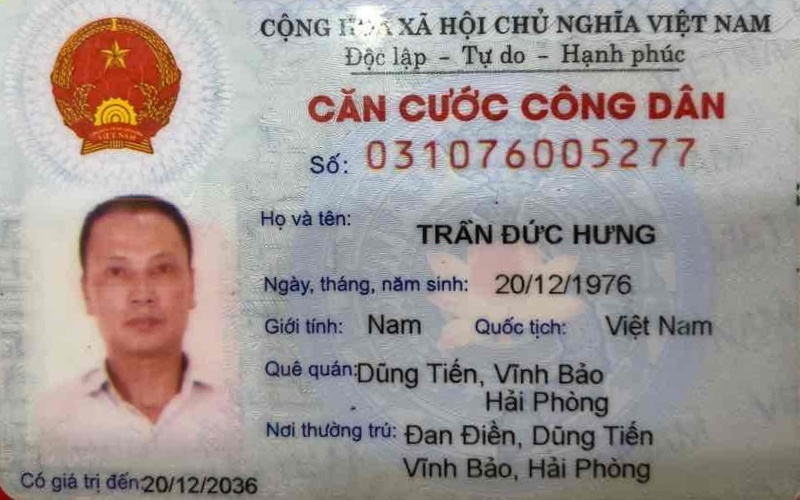 CỘNG HÒA XÃ HỘI CHỦ NGHĨA VIỆT NAM
Độc lập - Tự do - Hạnh phúc
CĂN CƯỚC CÔNG DÂN
Số: 031076005277
Họ và tên: TRẦN ĐỨC HƯNG
Ngày, tháng, năm sinh: 20/12/1976
Giới tính: Nam Quốc tịch: Việt Nam
Quê quán: Dũng Tiến, Vĩnh Bảo
Hải Phòng
Nơi thường trú: Đan Điền, Dũng Tiến
Vĩnh Bảo, Hải Phòng
Có giá trị đến: 20/12/2036